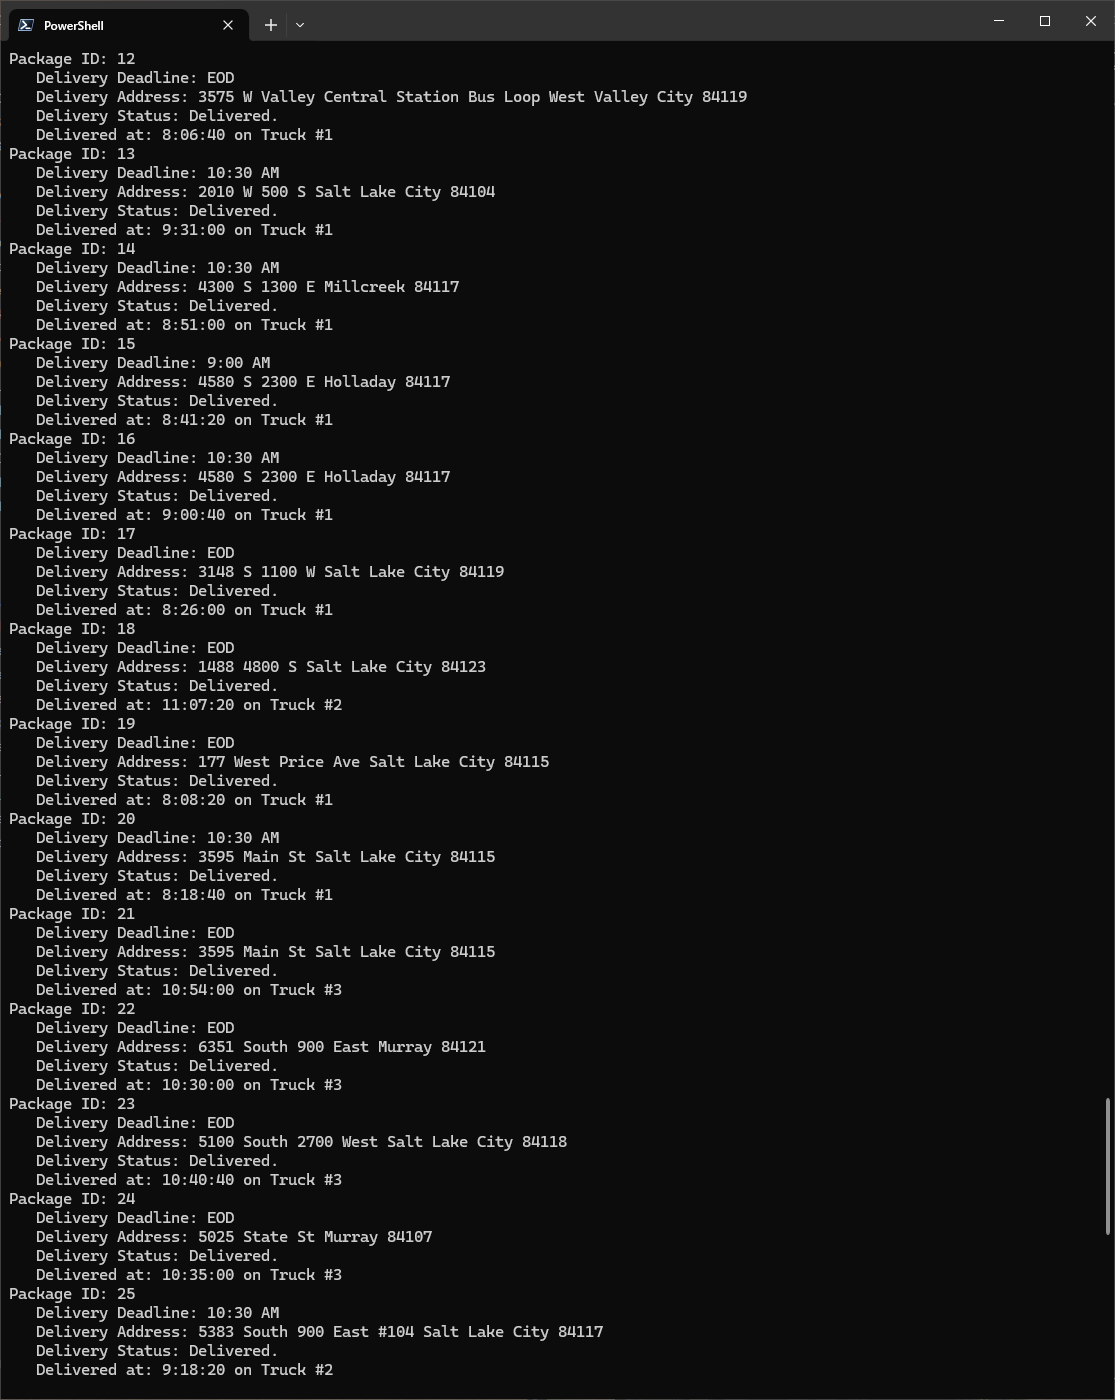 PowerShell
Package ID: 12
Delivery Deadline: EOD
Delivery Address: 3575 W Valley Central Station Bus Loop West Valley City 84119
Delivery Status: Delivered.
Delivered at: 8:06:40 on Truck #1
Package ID: 13
Delivery Deadline: 10:30 AM
Delivery Address: 2010 W 500 S Salt Lake City 84104
Delivery Status: Delivered.
Delivered at: 9:31:00 on Truck #1
Package ID: 14
Delivery Deadline: 10:30 AM
Delivery Address: 4300 S 1300 E Millcreek 84117
Delivery Status: Delivered.
Delivered at: 8:51:00 on Truck #1
Package ID: 15
Delivery Deadline: 9:00 AM
Delivery Address: 4580 S 2300 E Holladay 84117
Delivery Status: Delivered.
Delivered at: 8:41:20 on Truck #1
Package ID: 16
Delivery Deadline: 10:30 AM
Delivery Address: 4580 S 2300 E Holladay 84117
Delivery Status: Delivered.
Delivered at: 9:00:40 on Truck #1
Package ID: 17
Delivery Deadline: EOD
Delivery Address: 3148 S 1100 W Salt Lake City 84119
Delivery Status: Delivered.
Delivered at: 8:26:00 on Truck #1
Package ID: 18
Delivery Deadline: EOD
Delivery Address: 1488 4800 S Salt Lake City 84123
Delivery Status: Delivered.
Delivered at: 11:07:20 on Truck #2
Package ID: 19
Delivery Deadline: EOD
Delivery Address: 177 West Price Ave Salt Lake City 84115
Delivery Status: Delivered.
Delivered at: 8:08:20 on Truck #1
Package ID: 20
Delivery Deadline: 10:30 AM
Delivery Address: 3595 Main St Salt Lake City 84115
Delivery Status: Delivered.
Delivered at: 8:18:40 on Truck #1
Package ID: 21
Delivery Deadline: EOD
Delivery Address: 3595 Main St Salt Lake City 84115
Delivery Status: Delivered.
Delivered at: 10:54:00 on Truck #3
Package ID: 22
Delivery Deadline: EOD
Delivery Address: 6351 South 900 East Murray 84121
Delivery Status: Delivered.
Delivered at: 10:30:00 on Truck #3
Package ID: 23
Delivery Deadline: EOD
Delivery Address: 5100 South 2700 West Salt Lake City 84118
Delivery Status: Delivered.
Delivered at: 10:40:40 on Truck #3
Package ID: 24
Delivery Deadline: EOD
Delivery Address: 5025 State St Murray 84107
Delivery Status: Delivered.
Delivered at: 10:35:00 on Truck #3
Package ID: 25
Delivery Deadline: 10:30 AM
Delivery Address: 5383 South 900 East #104 Salt Lake City 84117
Delivery Status: Delivered.
Delivered at: 9:18:20 on Truck #2